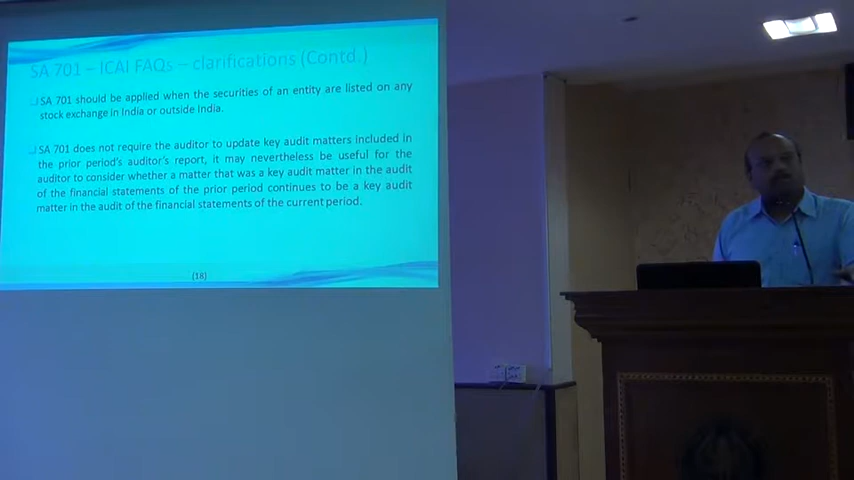 SA 701 – ICAI FAQs – clarifications (Contd.)
SA 701 should be applied when the securities of an entity are listed on any
stock exchange in India or outside India.
SA 701 does not require the auditor to update key audit matters included in
the prior period's auditor's report, it may nevertheless be useful for the
auditor to consider whether a matter that was a key audit matter in the audit
of the financial statements of the prior period continues to be a key audit
matter in the audit of the financial statements of the current period.
(18)